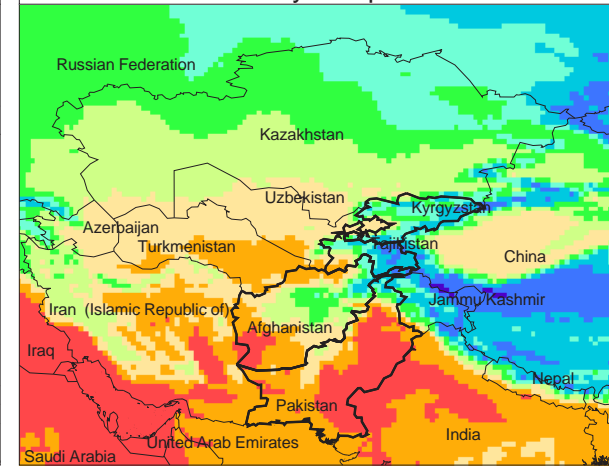 Russian Federation
Kazakhstan
Uzbekistan
Kyrgyzstan
Azerbaijan
Turkmenistan
Tajikistan
China
Iran (Islamic Republic of)
Jammu/Kashmir
Afghanistan
Iraq
Nepal
Pakistan
India
United Arab Emirates
Saudi Arabia